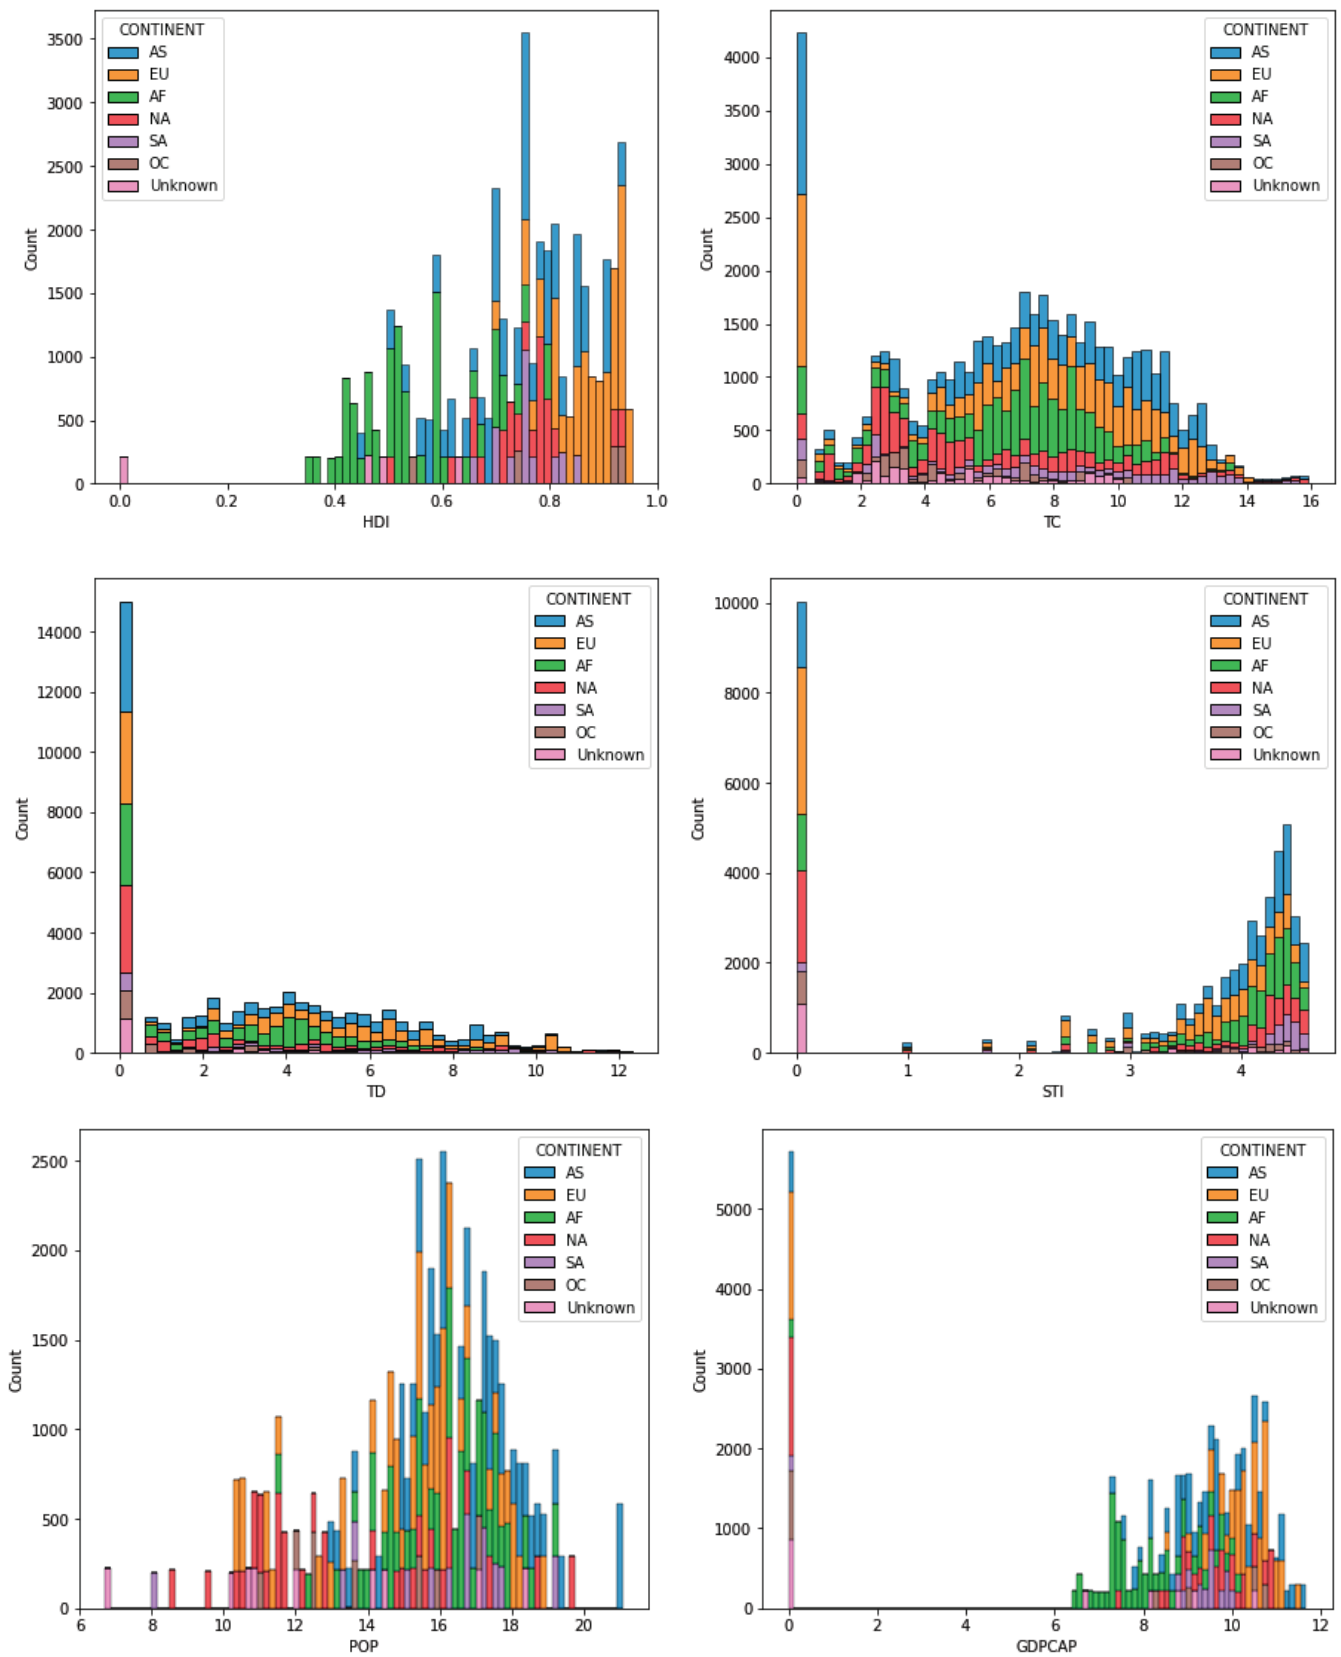 CONTINENT
AS
EU
AF
NA
SA
OC
Unknown
3500
3000
2500
2000
1500
1000
500
0
Count
0.0 0.2 0.4 0.6 0.8 1.0
HDI
CONTINENT
AS
EU
AF
NA
SA
OC
Unknown
4000
3500
3000
2500
2000
1500
1000
500
0
Count
0 2 4 6 8 10 12 14 16
TC
CONTINENT
AS
EU
AF
NA
SA
OC
Unknown
14000
12000
10000
8000
6000
4000
2000
0
Count
0 2 4 6 8 10 12
TD
CONTINENT
AS
EU
AF
NA
SA
OC
Unknown
10000
8000
6000
4000
2000
0
Count
0 1 2 3 4
STI
CONTINENT
AS
EU
AF
NA
SA
OC
Unknown
2500
2000
1500
1000
500
0
Count
6 8 10 12 14 16 18 20
POP
CONTINENT
AS
EU
AF
NA
SA
OC
Unknown
5000
4000
3000
2000
1000
0
Count
0 2 4 6 8 10 12
GDPCAP